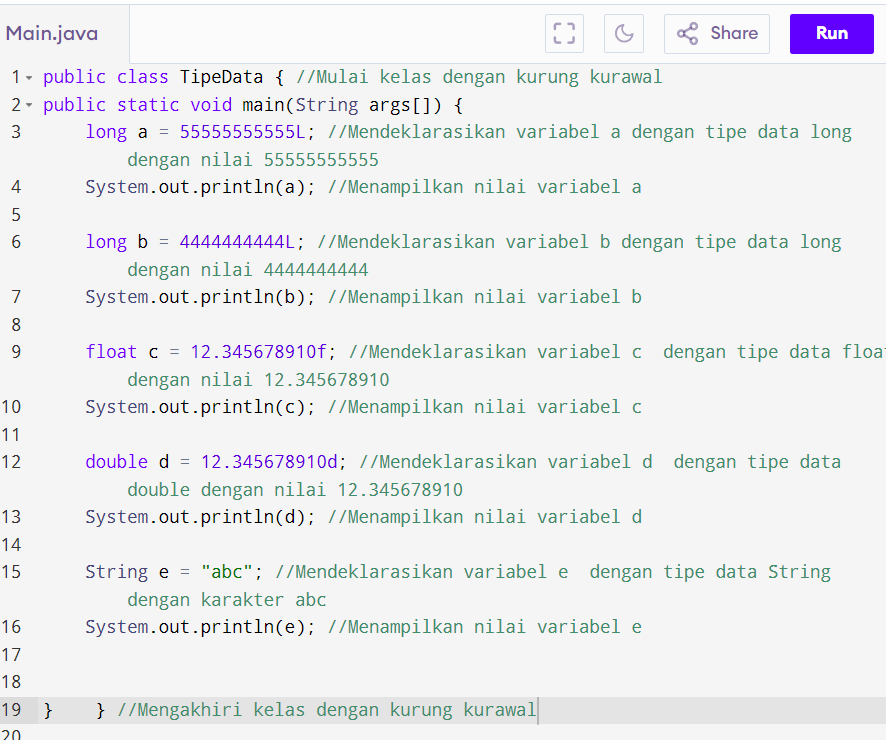 Main.java
Share
Run
1 public class TipeData { //Mulai kelas dengan kurung kurawal
2 public static void main(String args[]) {
3 long a = 55555555555L; //Mendeklarasikan variabel a dengan tipe data long
dengan nilai 55555555555
4 System.out.println(a); //Menampilkan nilai variabel a
5
6 long b = 4444444444L; //Mendeklarasikan variabel b dengan tipe data long
dengan nilai 4444444444
7 System.out.println(b); //Menampilkan nilai variabel b
8
9 float c = 12.345678910f; //Mendeklarasikan variabel c  dengan tipe data float
dengan nilai 12.345678910
10 System.out.println(c); //Menampilkan nilai variabel c
11
12 double d = 12.345678910d; //Mendeklarasikan variabel d  dengan tipe data
double dengan nilai 12.345678910
13 System.out.println(d); //Menampilkan nilai variabel d
14
15 String e = "abc"; //Mendeklarasikan variabel e  dengan tipe data String
dengan karakter abc
16 System.out.println(e); //Menampilkan nilai variabel e
17
18
19 }    } //Mengakhiri kelas dengan kurung kurawal
20